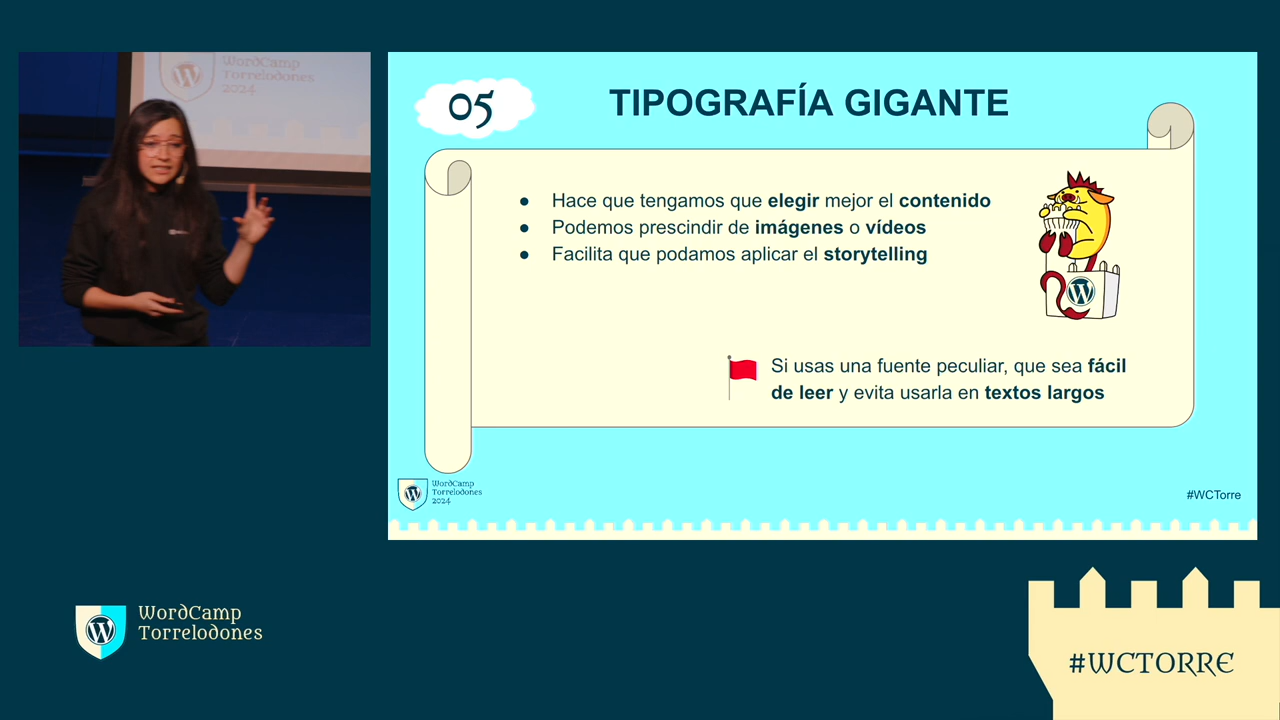 WordCamp
Torrelodones
2024
05
TIPOGRAFÍA GIGANTE
● Hace que tengamos que elegir mejor el contenido
● Podemos prescindir de imágenes o vídeos
● Facilita que podamos aplicar el storytelling
Si usas una fuente peculiar, que sea fácil
de leer y evita usarla en textos largos
WordCamp
Torrelodones
2024
#WCTorre
WordCamp
Torrelodones
#WCTORRE